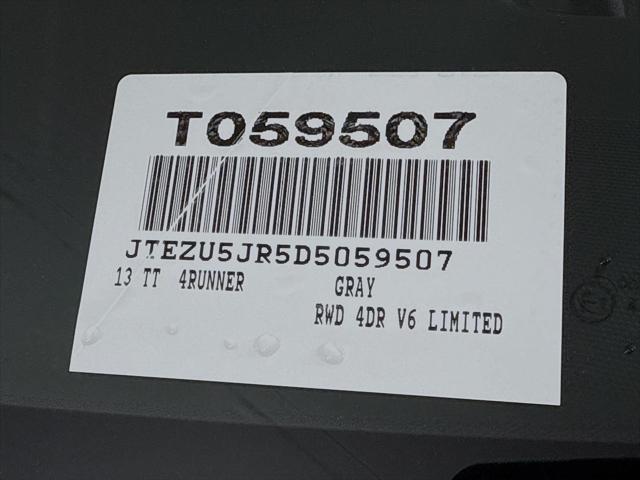 T059507
JTEZU5JR5D5059507
13 TT 4RUNNER GRAY
RWD 4DR V6 LIMITED